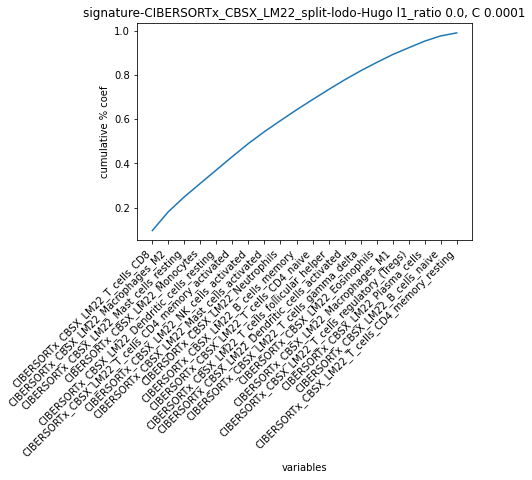 signature-CIBERSORTx_CBSX_LM22_split-lodo-Hugo l1_ratio 0.0, C 0.0001
1.0
0.8
0.6
0.4
0.2
cumulative % coef
CIBERSORTx_CBSX_LM22_T_cells_CD8
CIBERSORTx_CBSX_LM22_Macrophages_M2
CIBERSORTx_CBSX_LM22_Mast_cells_resting
CIBERSORTx_CBSX_LM22_Monocytes
CIBERSORTx_CBSX_LM22_Dendritic_cells_resting
CIBERSORTx_CBSX_LM22_T_cells_CD4_memory_activated
CIBERSORTx_CBSX_LM22_NK_cells_activated
CIBERSORTx_CBSX_LM22_Mast_cells_activated
CIBERSORTx_CBSX_LM22_Neutrophils
CIBERSORTx_CBSX_LM22_B_cells_memory
CIBERSORTx_CBSX_LM22_T_cells_CD4_naive
CIBERSORTx_CBSX_LM22_T_cells_follicular_helper
CIBERSORTx_CBSX_LM22_Dendritic_cells_activated
CIBERSORTx_CBSX_LM22_T_cells_gamma_delta
CIBERSORTx_CBSX_LM22_Eosinophils
CIBERSORTx_CBSX_LM22_Macrophages_M1
CIBERSORTx_CBSX_LM22_T_cells_regulatory_(Tregs)
CIBERSORTx_CBSX_LM22_Plasma_cells
CIBERSORTx_CBSX_LM22_B_cells_naive
CIBERSORTx_CBSX_LM22_T_cells_CD4_memory_resting
variables